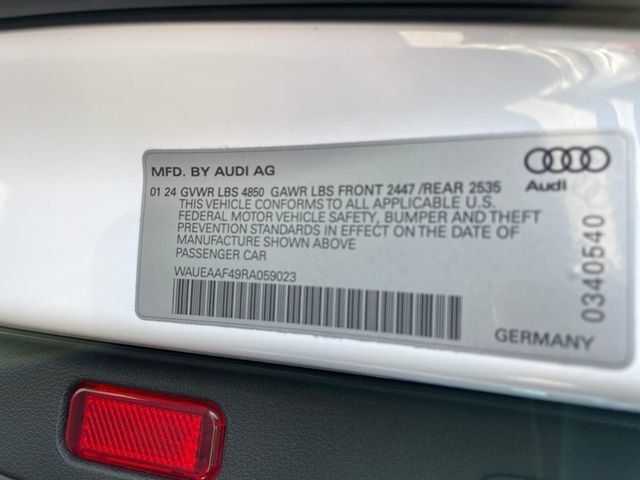 MFD. BY AUDI AG
01 24 GVWR LBS 4850 GAWR LBS FRONT 2447 /REAR 2535
THIS VEHICLE CONFORMS TO ALL APPLICABLE U.S.
FEDERAL MOTOR VEHICLE SAFETY, BUMPER AND THEFT
PREVENTION STANDARDS IN EFFECT ON THE DATE OF
MANUFACTURE SHOWN ABOVE
PASSENGER CAR
WAUEAAF49RA059023
Audi
0340540
GERMANY